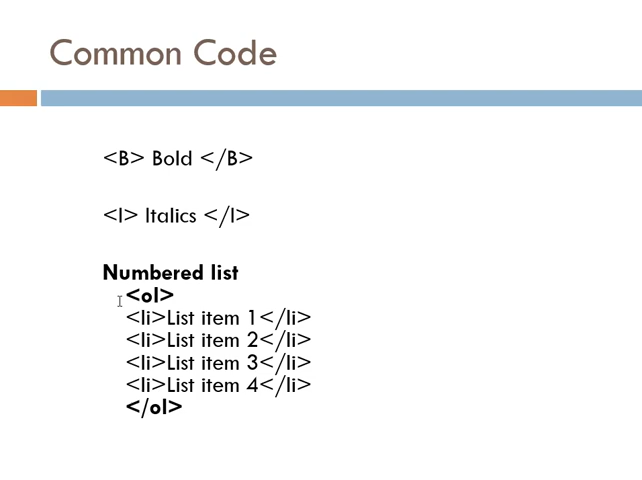 Common Code
<B> Bold </B>
<I> Italics </I>
Numbered list
<ol>
<li>List item 1</li>
<li>List item 2</li>
<li>List item 3</li>
<li>List item 4</li>
</ol>